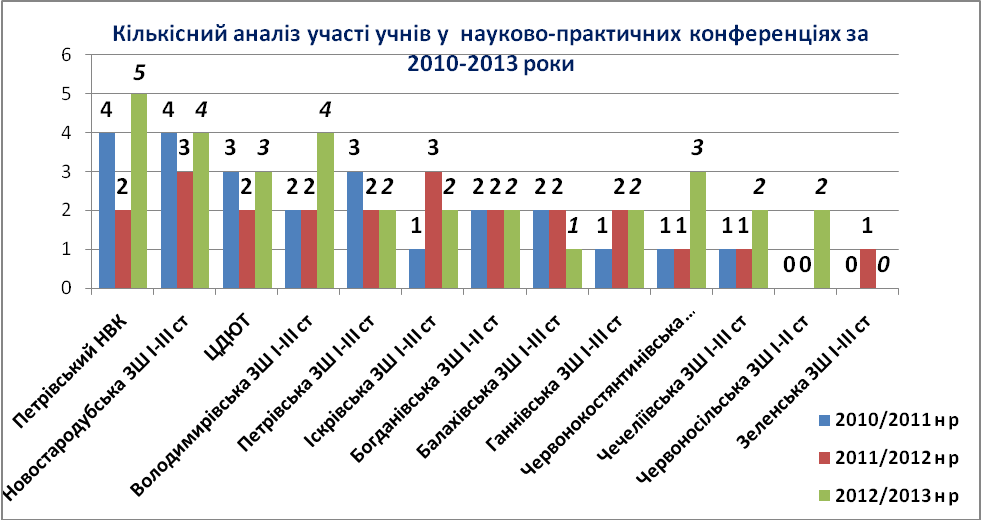 Кількісний аналіз участі учнів у науково-практичних конференціях за
2010-2013 роки
6
5
4
3
2
1
0
4 2 5
4 3 4
3 2 3
2 2 4
3 2 2
1 3 2
2 2 2
2 2 1
1 2 2
1 1 3
1 1 2
0 0 2
0 1 0
Петрівський НВК
Новостародубська ЗШ І-ІІІ ст
ЦДЮТ
Володимирівська ЗШ І-ІІІ ст
Петрівська ЗШ І-ІІІ ст
Іскрівська ЗШ І-ІІІ ст
Богданівська ЗШ І-ІІ ст
Балахівська ЗШ І-ІІІ ст
Ганнівська ЗШ І-ІІІ ст
Червонокостянтинівська...
Чечеліївська ЗШ І-ІІІ ст
Червоносільська ЗШ І-ІІ ст
Зеленська ЗШ І-ІІІ ст
2010/2011 н р
2011/2012 н р
2012/2013 н р